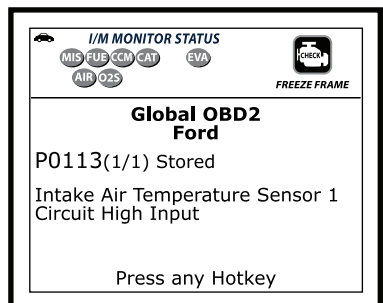 I/M MONITOR STATUS
MIS FUE CCM CAT EVA
AIR O2S
CHECK
FREEZE FRAME
Global OBD2
Ford
P0113(1/1) Stored
Intake Air Temperature Sensor 1
Circuit High Input
Press any Hotkey